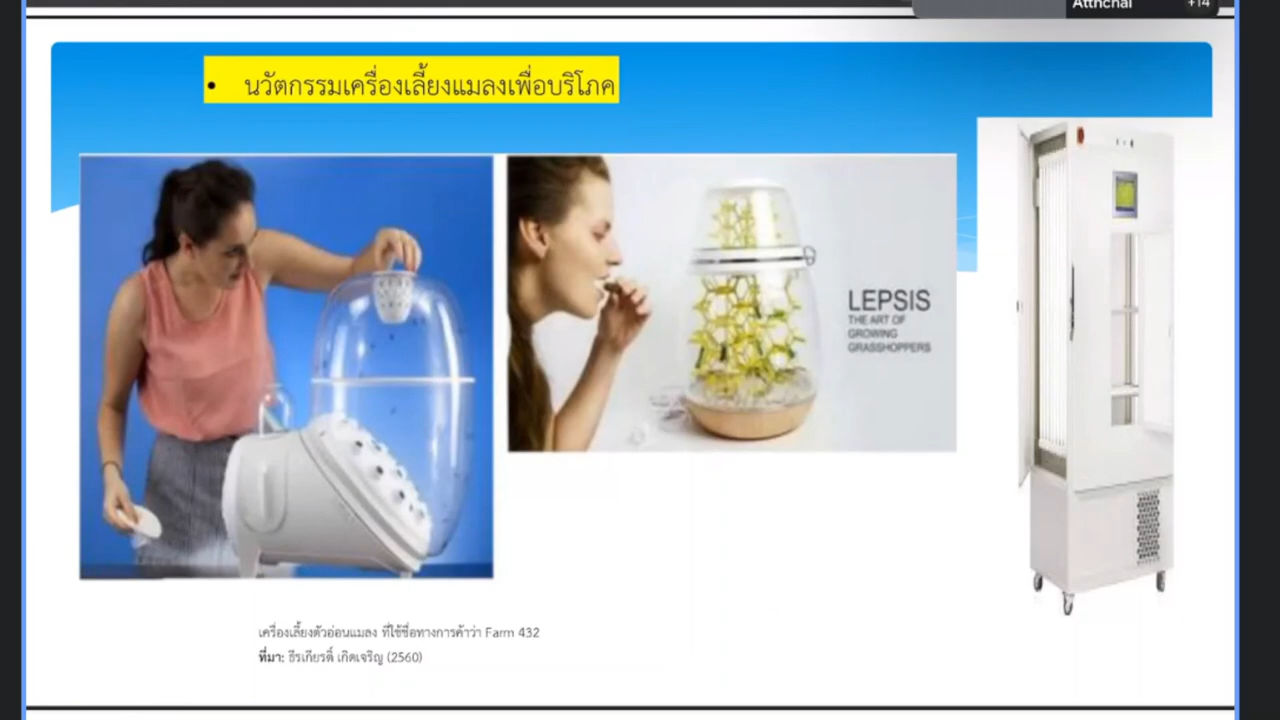 Atthchai
+14
• นวัตกรรมเครื่องเลี้ยงแมลงเพื่อบริโภค
LEPSIS
THE ART OF
GROWING
GRASSHOPPERS
เครื่องเลี้ยงตัวอ่อนแมลง ที่ใช้ชื่อทางการค้าว่า Farm 432
ที่มา: ธีรเกียรติ์ เกิดเจริญ (2560)